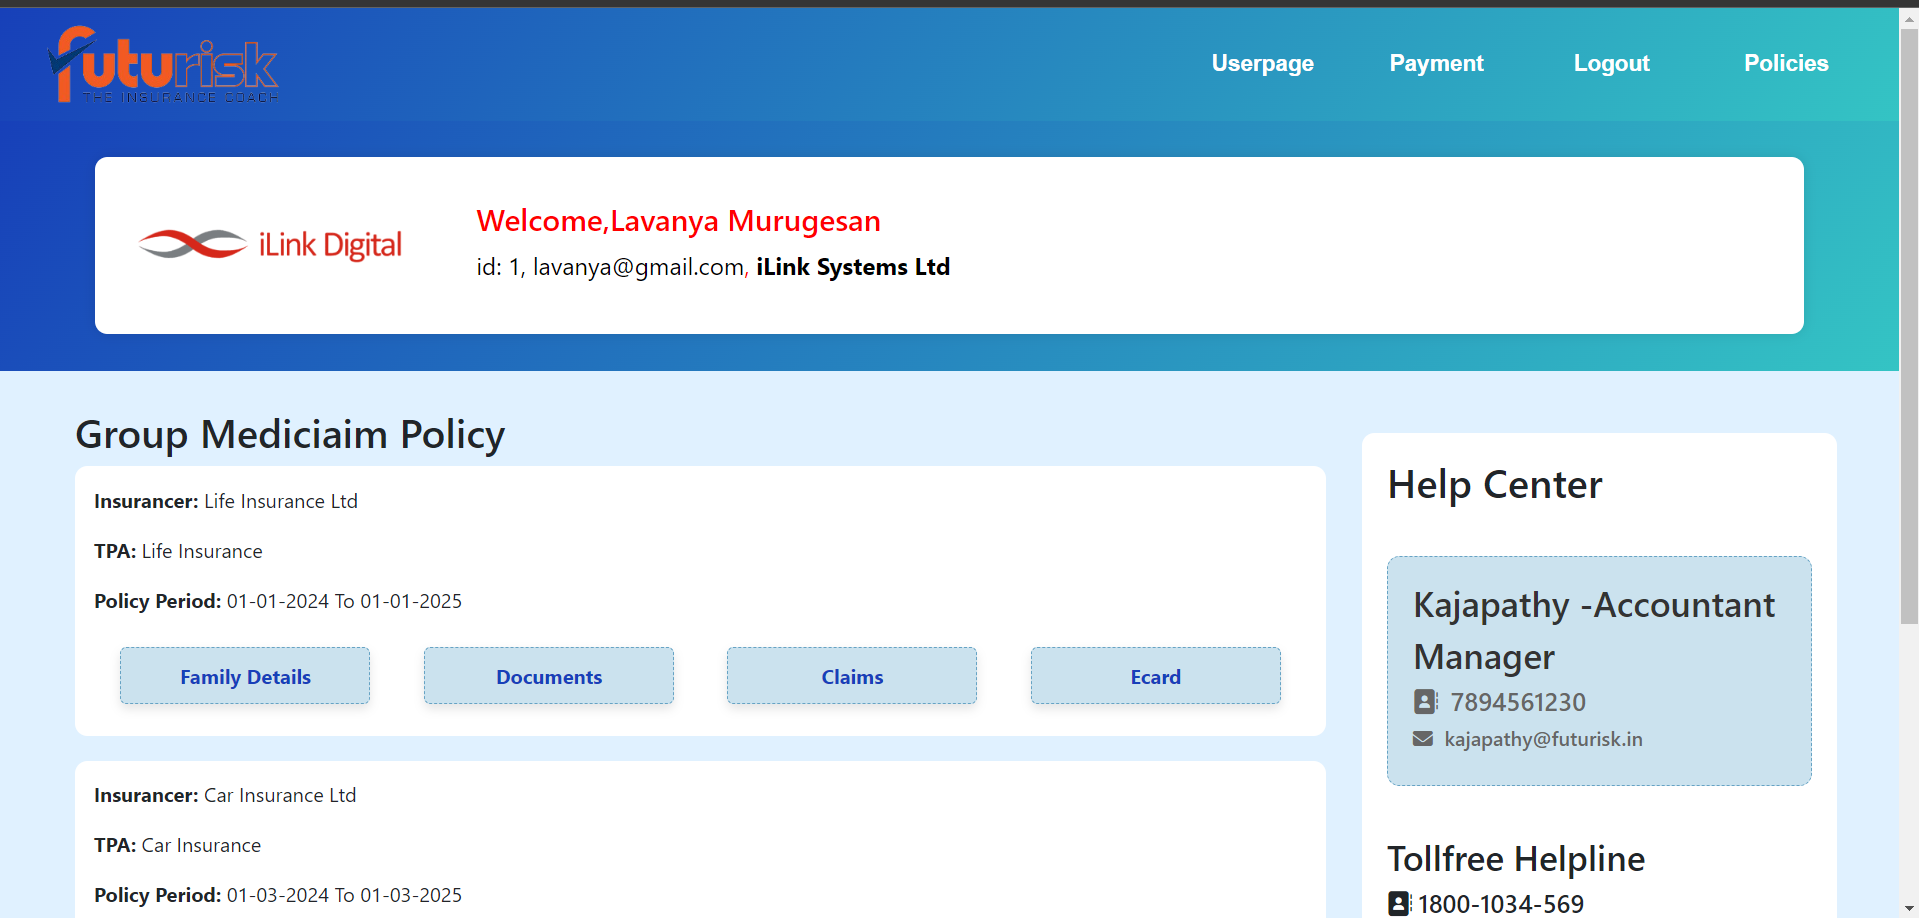 futurisk
THE INSURANCE COACH
Userpage Payment Logout Policies
iLink Digital
Welcome,Lavanya Murugesan
id: 1, lavanya@gmail.com, iLink Systems Ltd
Group Mediciaim Policy
Insurancer: Life Insurance Ltd
TPA: Life Insurance
Policy Period: 01-01-2024 To 01-01-2025
Family Details Documents Claims Ecard
Insurancer: Car Insurance Ltd
TPA: Car Insurance
Policy Period: 01-03-2024 To 01-03-2025
Help Center
Kajapathy -Accountant
Manager
7894561230
kajapathy@futurisk.in
Tollfree Helpline
1800-1034-569